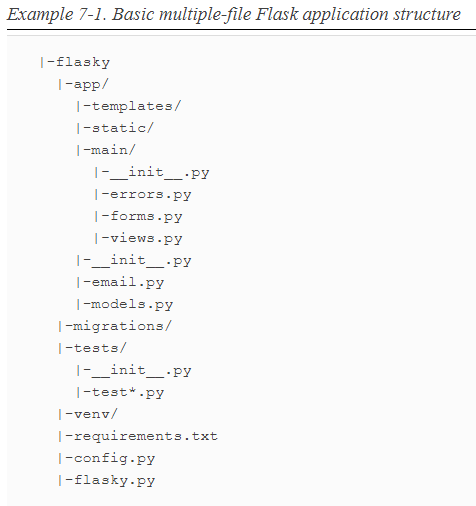 Example 7-1. Basic multiple-file Flask application structure
|-flasky
  |-app/
    |-templates/
    |-static/
    |-main/
      |-__init__.py
      |-errors.py
      |-forms.py
      |-views.py
    |-__init__.py
    |-email.py
    |-models.py
  |-migrations/
  |-tests/
    |-__init__.py
    |-test*.py
  |-venv/
  |-requirements.txt
  |-config.py
  |-flasky.py